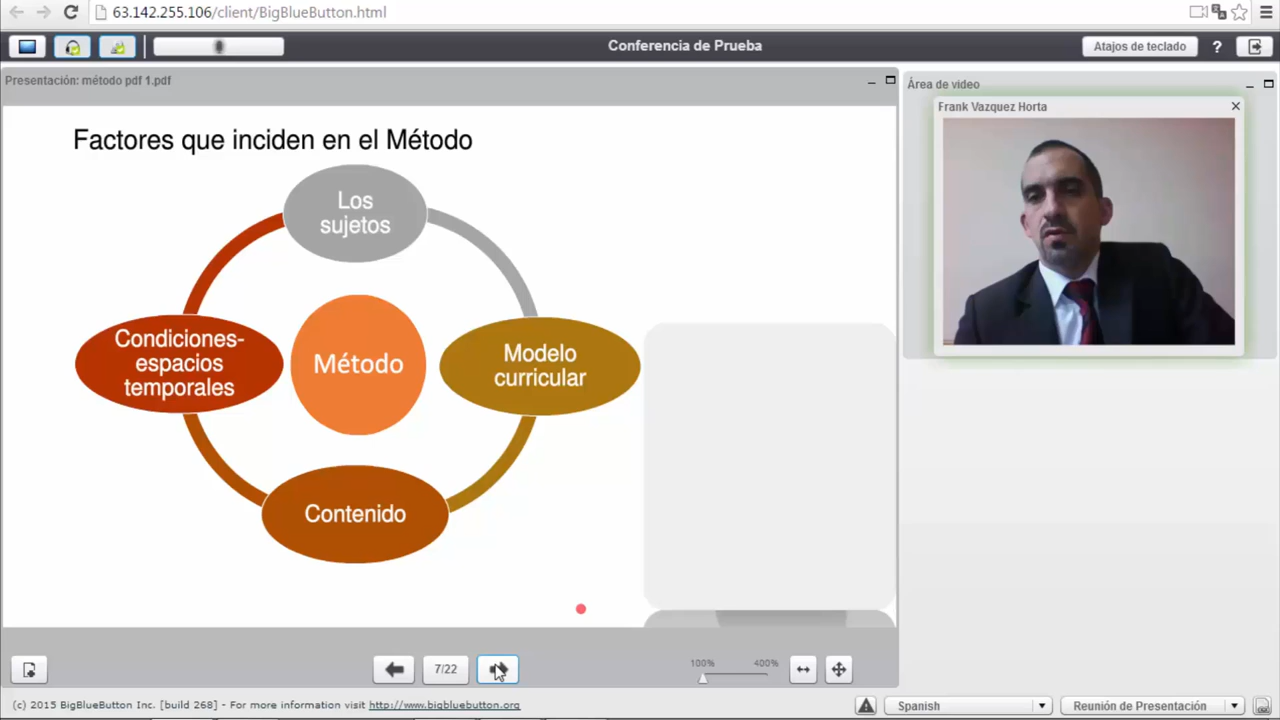 63.142.255.106/client/BigBlueButton.html
Conferencia de Prueba
Atajos de teclado
?
Presentación: método pdf 1.pdf
Área de video
Frank Vazquez Horta
Factores que inciden en el Método
Los
sujetos
Condiciones-
espacios
temporales
Método
Modelo
curricular
Contenido
7/22
100%
400%
(c) 2015 BigBlueButton Inc. [build 268] - For more information visit http://www.bigbluebutton.org
Spanish
Reunión de Presentación